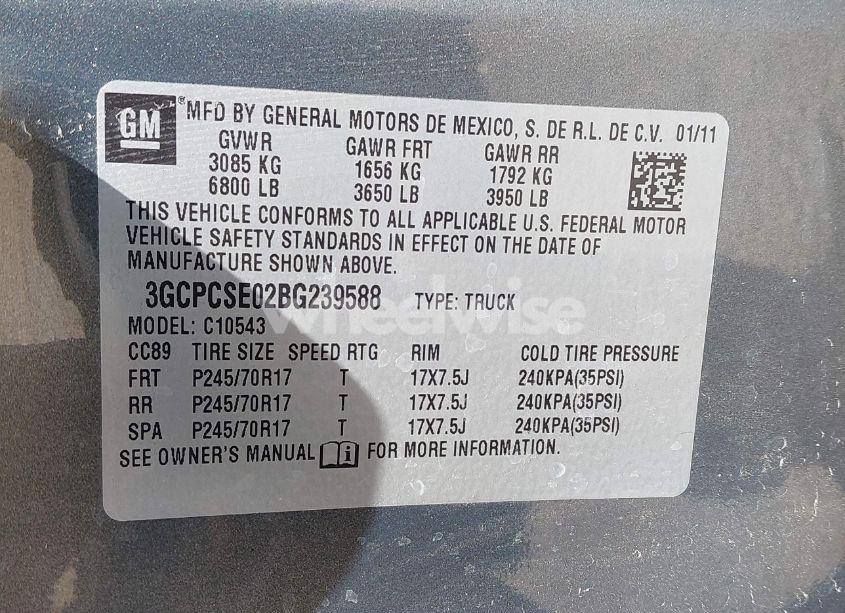 GM ® MFD BY GENERAL MOTORS DE MEXICO, S. DE R.L. DE C.V. 01/11
GVWR GAWR FRT GAWR RR
3085 KG 1656 KG 1792 KG
6800 LB 3650 LB 3950 LB
THIS VEHICLE CONFORMS TO ALL APPLICABLE U.S. FEDERAL MOTOR
VEHICLE SAFETY STANDARDS IN EFFECT ON THE DATE OF
MANUFACTURE SHOWN ABOVE.
3GCPCSE02BG239588 TYPE: TRUCK
wheelwise
MODEL: C10543
CC89 TIRE SIZE SPEED RTG RIM COLD TIRE PRESSURE
FRT P245/70R17 T 17X7.5J 240KPA(35PSI)
RR P245/70R17 T 17X7.5J 240KPA(35PSI)
SPA P245/70R17 T 17X7.5J 240KPA(35PSI)
SEE OWNER'S MANUAL i FOR MORE INFORMATION.